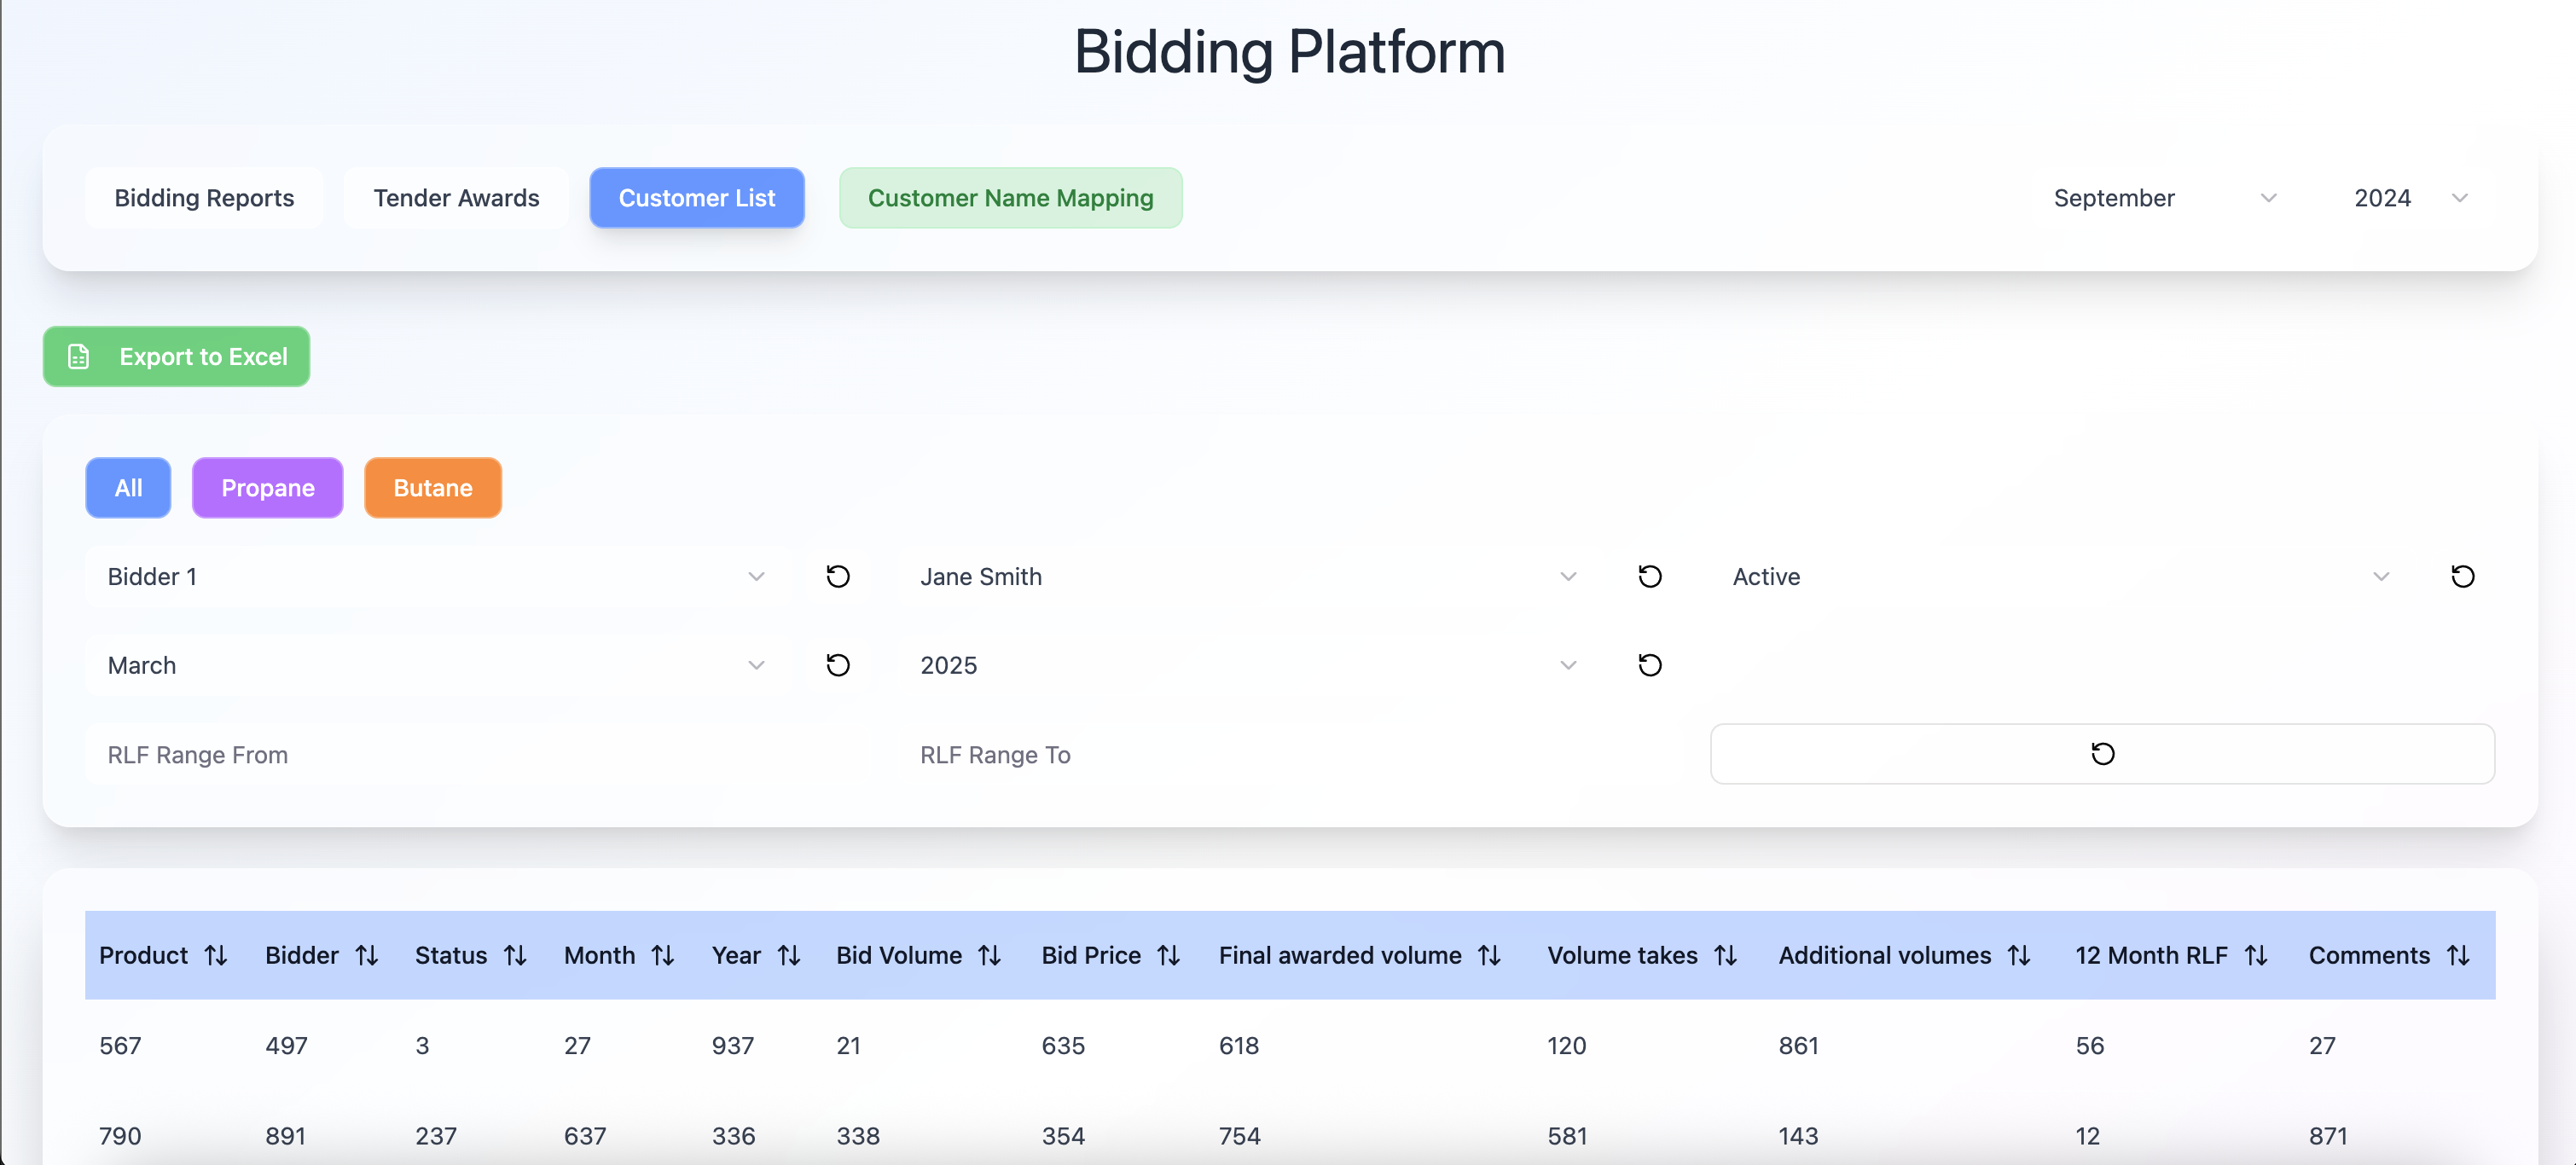 Bidding Platform
Bidding Reports Tender Awards Customer List Customer Name Mapping September 2024
Export to Excel
All Propane Butane
Bidder 1 Jane Smith Active
March 2025
RLF Range From RLF Range To
Product Bidder Status Month Year Bid Volume Bid Price Final awarded volume Volume takes Additional volumes 12 Month RLF Comments
567 497 3 27 937 21 635 618 120 861 56 27
790 891 237 637 336 338 354 754 581 143 12 871